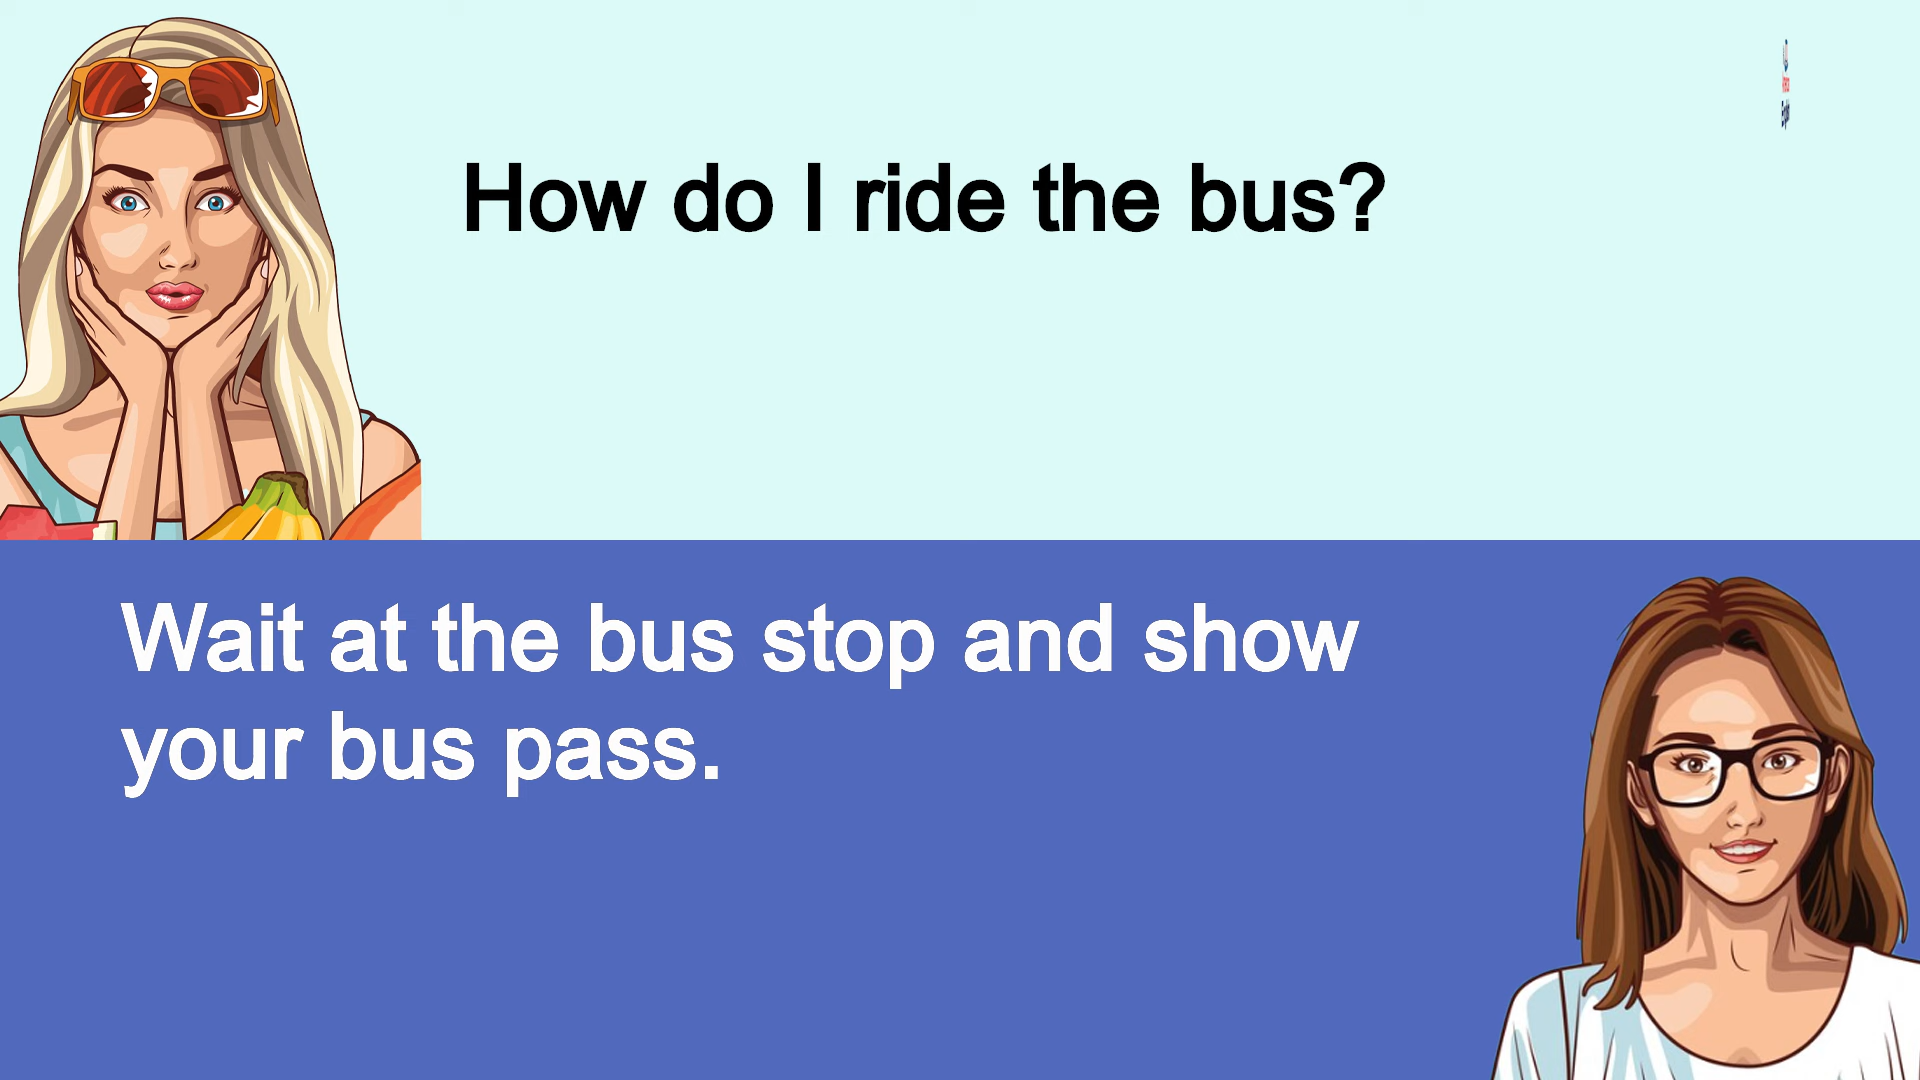 How do I ride the bus?
Wait at the bus stop and show
your bus pass.